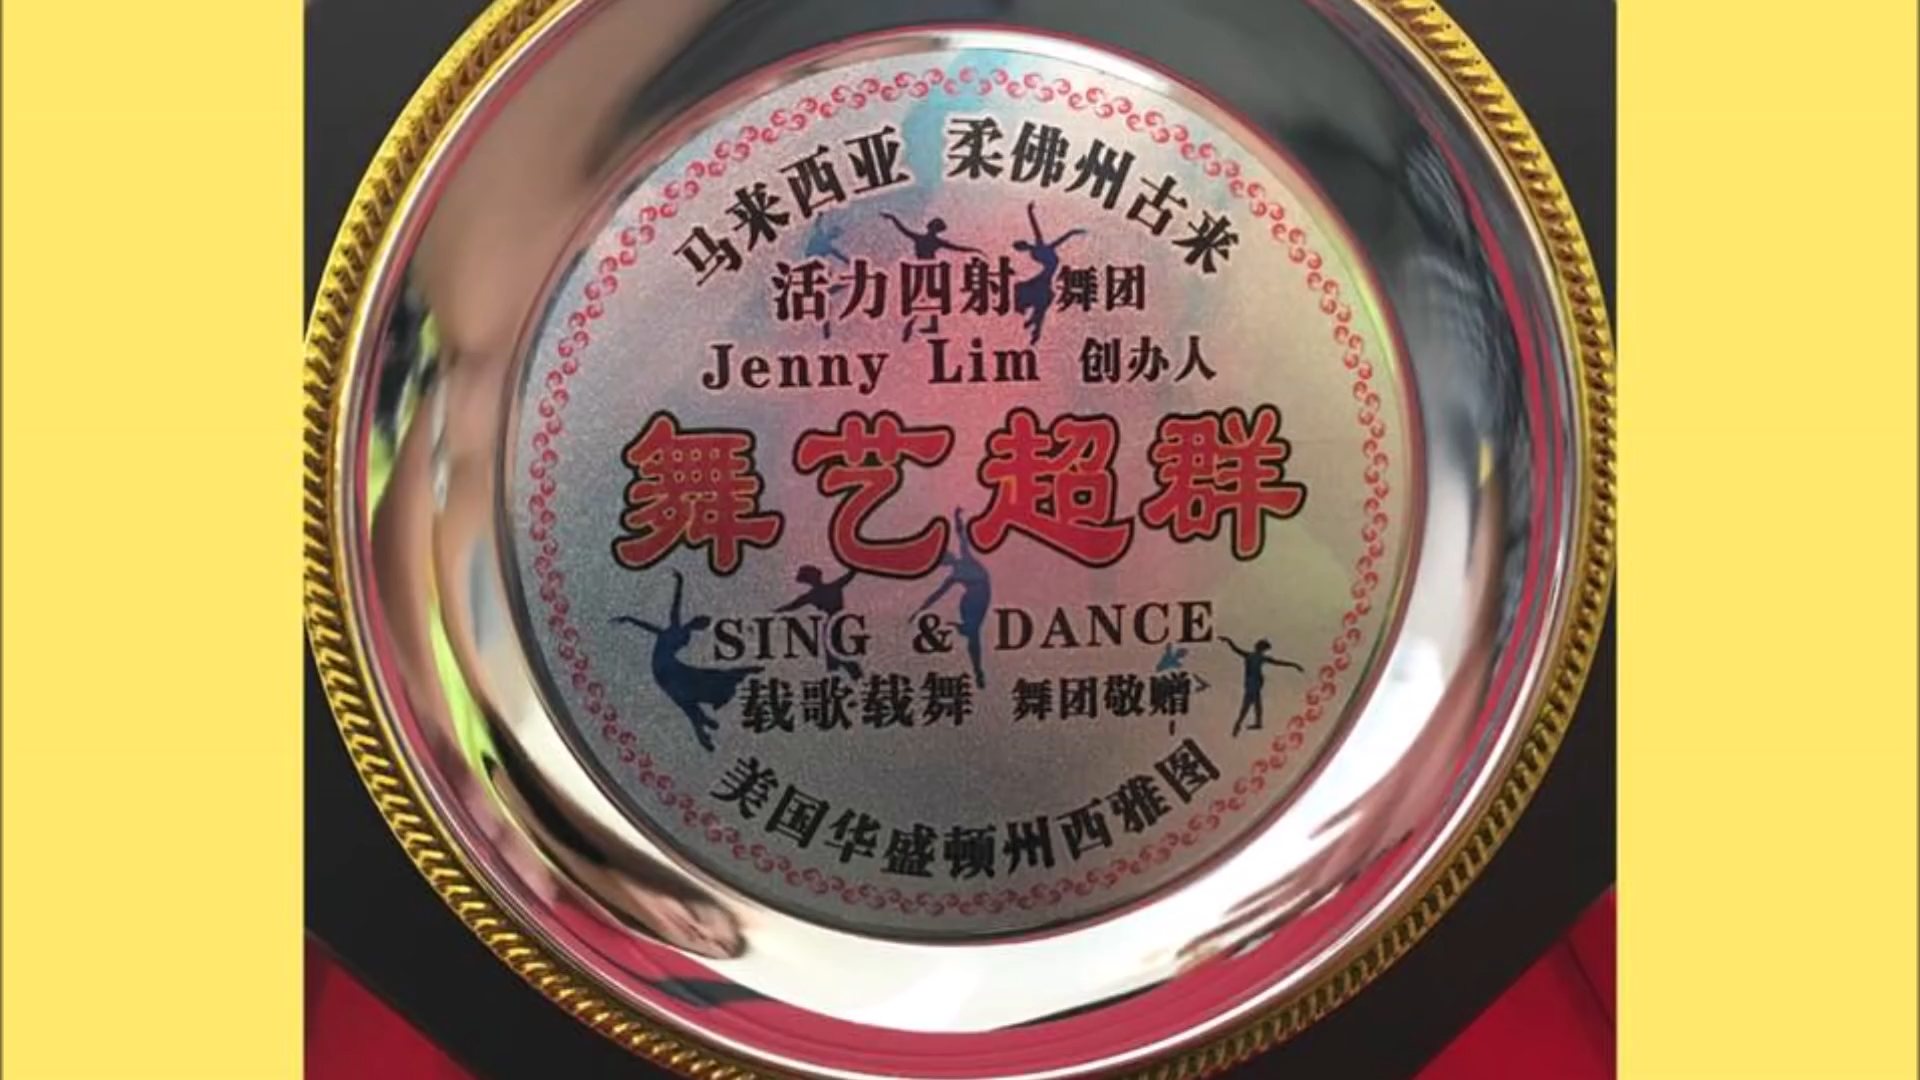 马来西亚 柔佛州古来
活力四射 舞团
Jenny Lim 创办人
舞艺超群
SING & DANCE
载歌载舞 舞团敬赠
美国华盛顿州西雅图